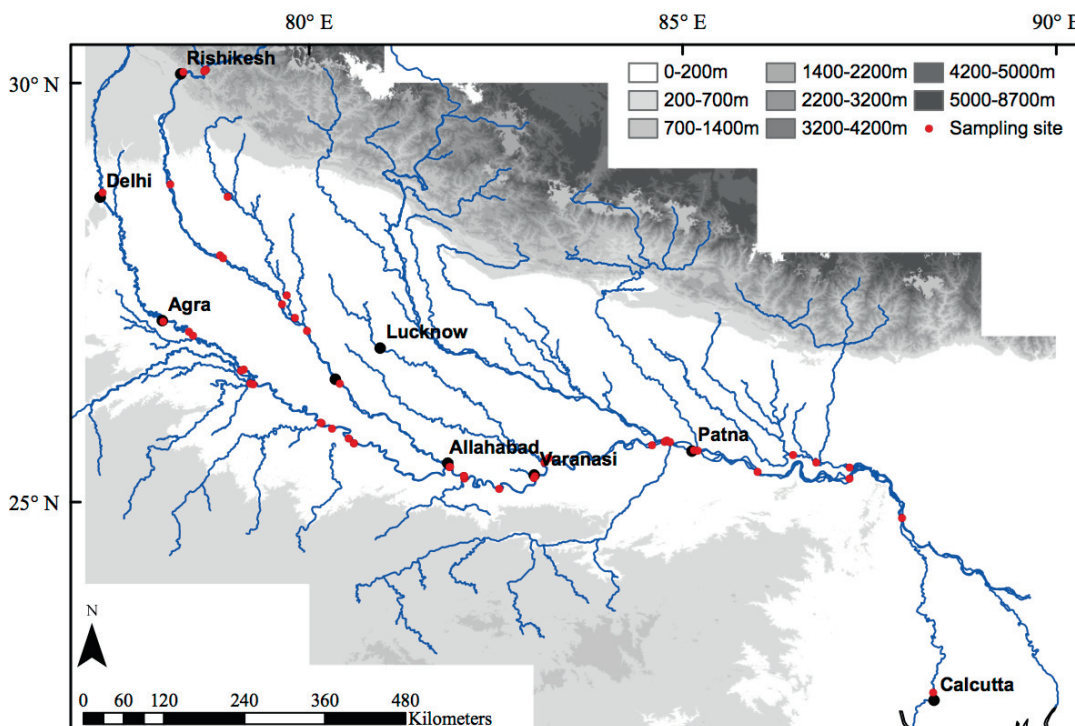 80° E
85° E
90° E
30° N
25° N
Rishikesh
Delhi
Agra
Lucknow
Allahabad
Varanasi
Patna
Calcutta
0-200m
200-700m
700-1400m
1400-2200m
2200-3200m
3200-4200m
4200-5000m
5000-8700m
Sampling site
N
0 60 120 240 360 480
Kilometers